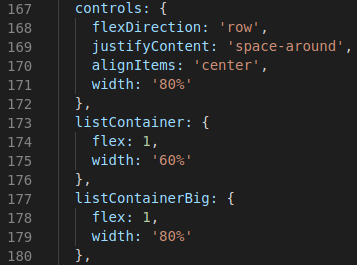 167 controls: {
168 flexDirection: 'row',
169 justifyContent: 'space-around',
170 alignItems: 'center',
171 width: '80%'
172 },
173 listContainer: {
174 flex: 1,
175 width: '60%'
176 },
177 listContainerBig: {
178 flex: 1,
179 width: '80%'
180 },